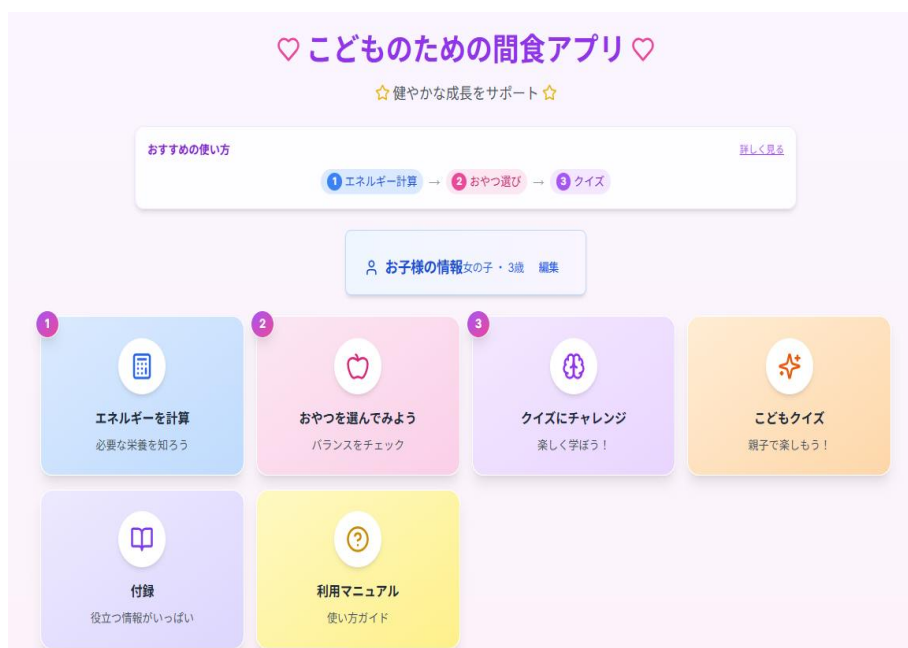 こどものための間食アプリ
健やかな成長をサポート
おすすめの使い方
詳しく見る
1 エネルギー計算 → 2 おやつ選び → 3 クイズ
お子様の情報 女の子・3歳 編集
1
エネルギーを計算
必要な栄養を知ろう
2
おやつを選んでみよう
バランスをチェック
3
クイズにチャレンジ
楽しく学ぼう！
こどもクイズ
親子で楽しもう！
付録
役立つ情報がいっぱい
利用マニュアル
使い方ガイド